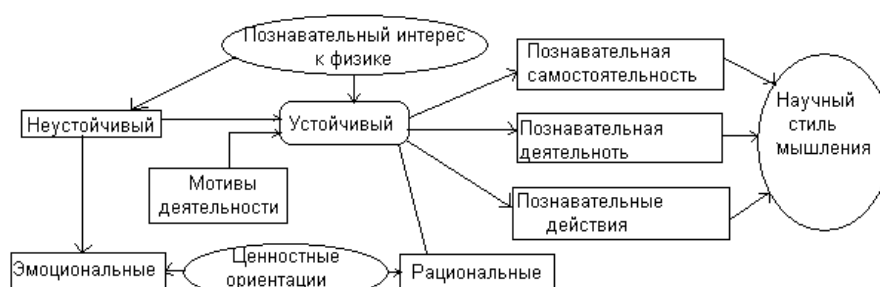 Познавательный интерес
к физике
Познавательная
самостоятельность
Неустойчивый
Устойчивый
Познавательная
деятельноть
Научный
стиль
мышления
Мотивы
деятельности
Познавательные
действия
Эмоциональные
Ценностные
ориентации
Рациональные